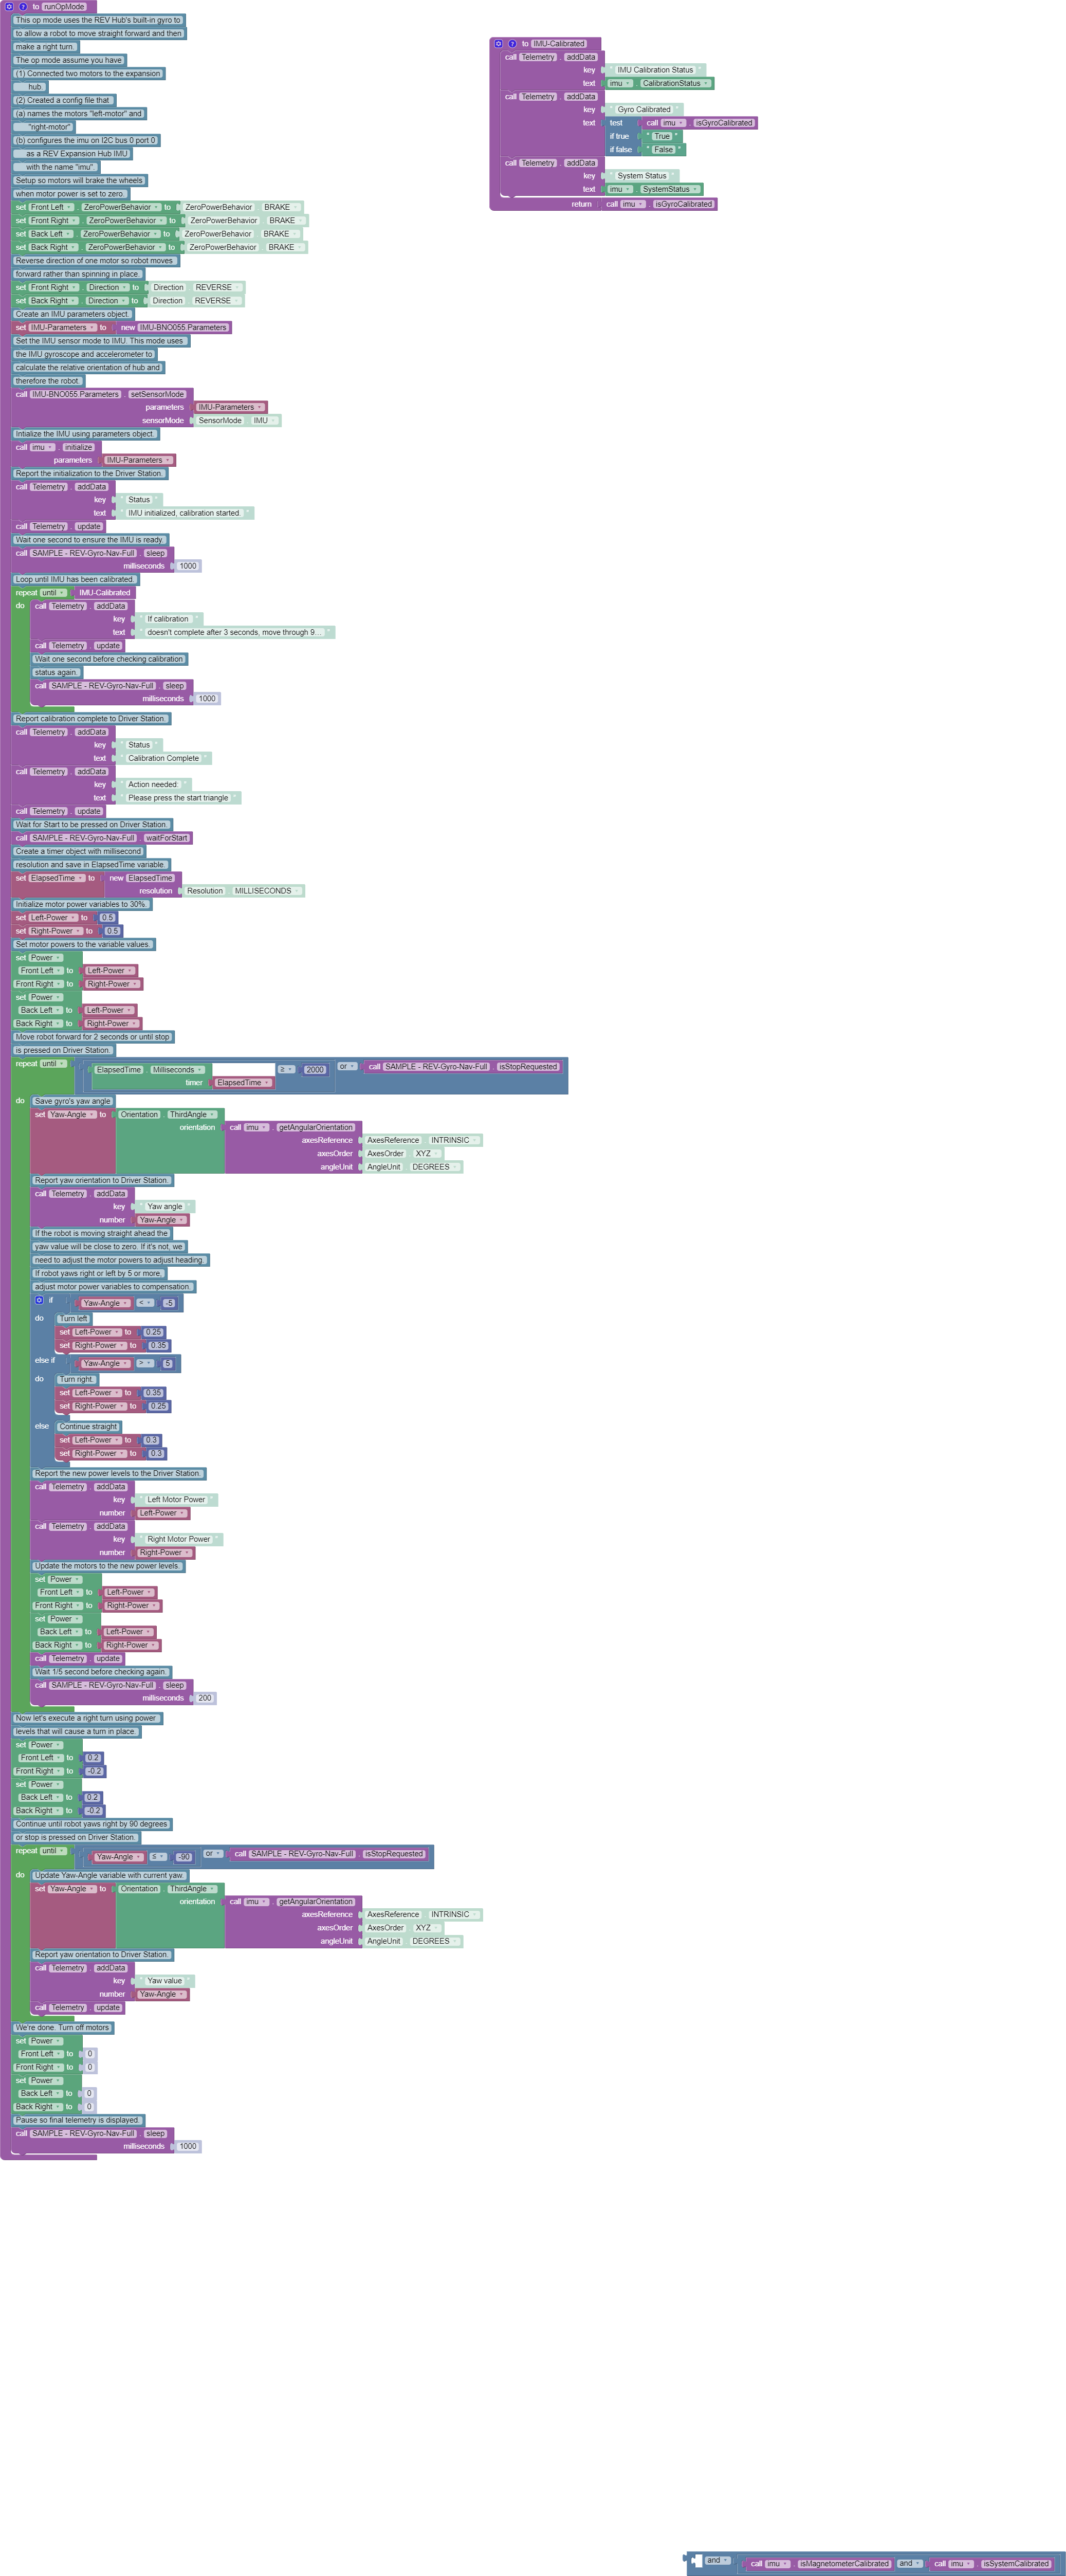 to runOpMode
This op mode uses the REV Hub's built-in gyro to
to allow a robot to move straight forward and then
make a right turn.
The op mode assume you have
(1) Connected two motors to the expansion
hub
(2) Created a config file that
(a) names the motors "left-motor" and
"right-motor"
(b) configures the imu on I2C bus 0 port 0
as a REV Expansion Hub IMU
with the name "imu".
Setup so motors will brake the wheels
when motor power is set to zero.
set Front Left . ZeroPowerBehavior to ZeroPowerBehavior . BRAKE
set Front Right . ZeroPowerBehavior to ZeroPowerBehavior . BRAKE
set Back Left . ZeroPowerBehavior to ZeroPowerBehavior . BRAKE
set Back Right . ZeroPowerBehavior to ZeroPowerBehavior . BRAKE
Reverse direction of one motor so robot moves
forward rather than spinning in place.
set Front Right . Direction to Direction . REVERSE
set Back Right . Direction to Direction . REVERSE
Create an IMU parameters object.
set IMU-Parameters to new IMU-BNO055.Parameters
Set the IMU sensor mode to IMU. This mode uses
the IMU gyroscope and accelerometer to
calculate the relative orientation of hub and
therefore the robot.
call IMU-BNO055.Parameters . setSensorMode
parameters IMU-Parameters
sensorMode SensorMode . IMU
Intialize the IMU using parameters object.
call imu . initialize
parameters IMU-Parameters
Report the initialization to the Driver Station.
call Telemetry . addData
key " Status "
text " IMU initialized, calibration started. "
call Telemetry . update
Wait one second to ensure the IMU is ready.
call SAMPLE - REV-Gyro-Nav-Full . sleep
milliseconds 1000
Loop until IMU has been calibrated.
repeat until IMU-Calibrated
do call Telemetry . addData
key " If calibration "
text " doesn't complete after 3 seconds, move through 9... "
call Telemetry . update
Wait one second before checking calibration
status again.
call SAMPLE - REV-Gyro-Nav-Full . sleep
milliseconds 1000
Report calibration complete to Driver Station.
call Telemetry . addData
key " Status "
text " Calibration Complete "
call Telemetry . addData
key " Action needed: "
text " Please press the start triangle "
call Telemetry . update
Wait for Start to be pressed on Driver Station.
call SAMPLE - REV-Gyro-Nav-Full . waitForStart
Create a timer object with millisecond
resolution and save in ElapsedTime variable.
set ElapsedTime to new ElapsedTime
resolution Resolution . MILLISECONDS
Initialize motor power variables to 30%.
set Left-Power to 0.5
set Right-Power to 0.5
Set motor powers to the variable values.
set Power
Front Left to Left-Power
Front Right to Right-Power
set Power
Back Left to Left-Power
Back Right to Right-Power
Move robot forward for 2 seconds or until stop
is pressed on Driver Station.
repeat until ElapsedTime . Milliseconds ≥ 2000 or call SAMPLE - REV-Gyro-Nav-Full . isStopRequested
timer ElapsedTime
do Save gyro's yaw angle
set Yaw-Angle to Orientation . ThirdAngle
orientation call imu . getAngularOrientation
axesReference AxesReference . INTRINSIC
axesOrder AxesOrder . XYZ
angleUnit AngleUnit . DEGREES
Report yaw orientation to Driver Station.
call Telemetry . addData
key " Yaw angle "
number Yaw-Angle
If the robot is moving straight ahead the
yaw value will be close to zero. If it's not, we
need to adjust the motor powers to adjust heading.
If robot yaws right or left by 5 or more,
adjust motor power variables to compensation.
if Yaw-Angle < -5
do Turn left
set Left-Power to 0.25
set Right-Power to 0.35
else if Yaw-Angle > 5
do Turn right.
set Left-Power to 0.35
set Right-Power to 0.25
else Continue straight
set Left-Power to 0.3
set Right-Power to 0.3
Report the new power levels to the Driver Station.
call Telemetry . addData
key " Left Motor Power "
number Left-Power
call Telemetry . addData
key " Right Motor Power "
number Right-Power
Update the motors to the new power levels.
set Power
Front Left to Left-Power
Front Right to Right-Power
set Power
Back Left to Left-Power
Back Right to Right-Power
call Telemetry . update
Wait 1/5 second before checking again.
call SAMPLE - REV-Gyro-Nav-Full . sleep
milliseconds 200
Now let's execute a right turn using power
levels that will cause a turn in place.
set Power
Front Left to 0.2
Front Right to -0.2
set Power
Back Left to 0.2
Back Right to -0.2
Continue until robot yaws right by 90 degrees
or stop is pressed on Driver Station.
repeat until Yaw-Angle ≤ -90 or call SAMPLE - REV-Gyro-Nav-Full . isStopRequested
do Update Yaw-Angle variable with current yaw.
set Yaw-Angle to Orientation . ThirdAngle
orientation call imu . getAngularOrientation
axesReference AxesReference . INTRINSIC
axesOrder AxesOrder . XYZ
angleUnit AngleUnit . DEGREES
Report yaw orientation to Driver Station.
call Telemetry . addData
key " Yaw value "
number Yaw-Angle
call Telemetry . update
We're done. Turn off motors
set Power
Front Left to 0
Front Right to 0
set Power
Back Left to 0
Back Right to 0
Pause so final telemetry is displayed.
call SAMPLE - REV-Gyro-Nav-Full . sleep
milliseconds 1000
to IMU-Calibrated
call Telemetry . addData
key " IMU Calibration Status "
text imu . CalibrationStatus
call Telemetry . addData
key " Gyro Calibrated "
text test call imu . isGyroCalibrated
if true " True "
if false " False "
call Telemetry . addData
key " System Status "
text imu . SystemStatus
return call imu . isGyroCalibrated
and call imu . isMagnetometerCalibrated and call imu . isSystemCalibrated